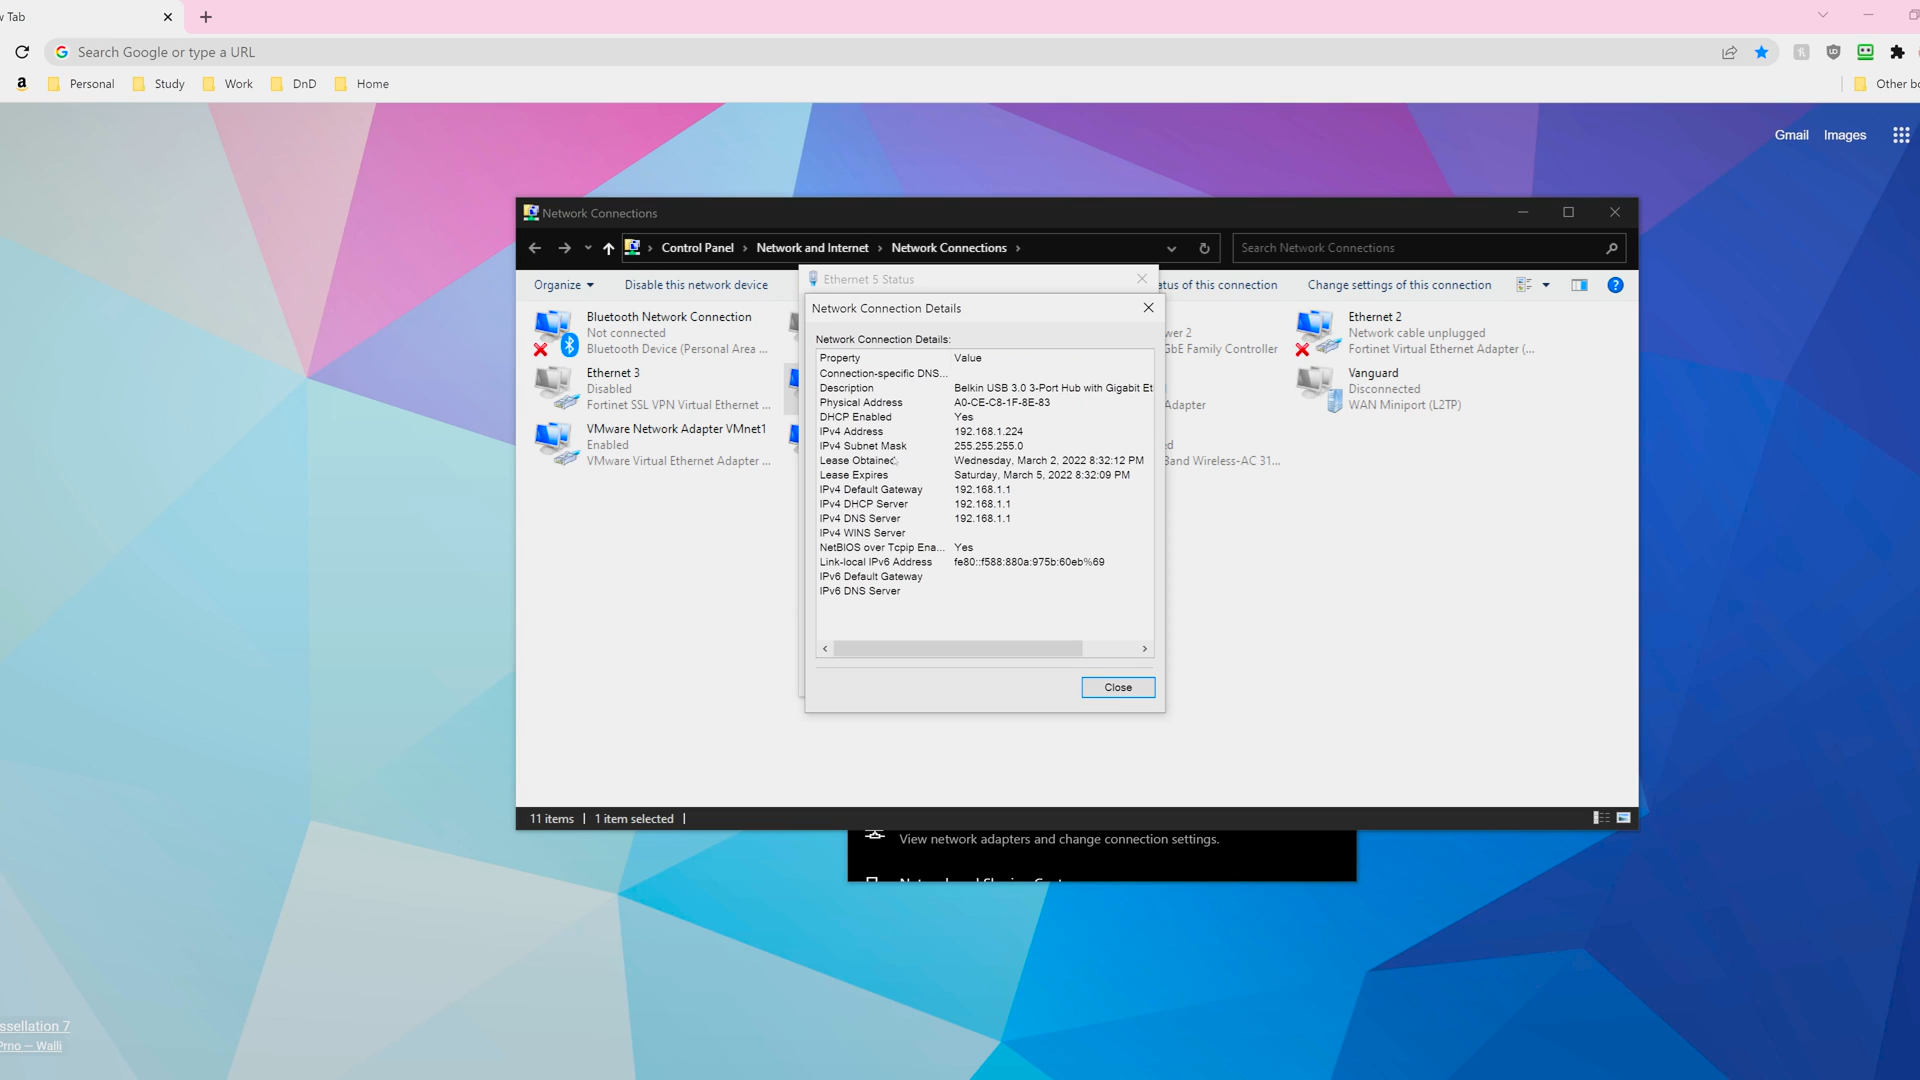 Tab
Search Google or type a URL
Personal
Study
Work
DnD
Home
Other
Gmail
Images
Network Connections
Control Panel
Network and Internet
Network Connections
Search Network Connections
Organize
Disable this network device
of this connection
Change settings of this connection
Ethernet 5 Status
Network Connection Details
Network Connection Details:
Property Value
Connection-specific DNS...
Description Belkin USB 3.0 3-Port Hub with Gigabit
Physical Address A0-CE-C8-1F-8E-83
DHCP Enabled Yes
IPv4 Address 192.168.1.224
IPv4 Subnet Mask 255.255.255.0
Lease Obtained Wednesday, March 2, 2022 8:32:12 PM
Lease Expires Saturday, March 5, 2022 8:32:09 PM
IPv4 Default Gateway 192.168.1.1
IPv4 DHCP Server 192.168.1.1
IPv4 DNS Server 192.168.1.1
IPv4 WINS Server
NetBIOS over Tcpip Ena... Yes
Link-local IPv6 Address fe80::f588:880a:975b:60eb%69
IPv6 Default Gateway
IPv6 DNS Server
Close
Bluetooth Network Connection
Not connected
Bluetooth Device (Personal Area ...
Ethernet 3
Disabled
Fortinet SSL VPN Virtual Ethernet ...
VMware Network Adapter VMnet1
Enabled
VMware Virtual Ethernet Adapter ...
2
GbE Family Controller
Adapter
Band Wireless-AC 31...
Ethernet 2
Network cable unplugged
Fortinet Virtual Ethernet Adapter (...
Vanguard
Disconnected
WAN Miniport (L2TP)
11 items
1 item selected
View network adapters and change connection settings.
7
Walli